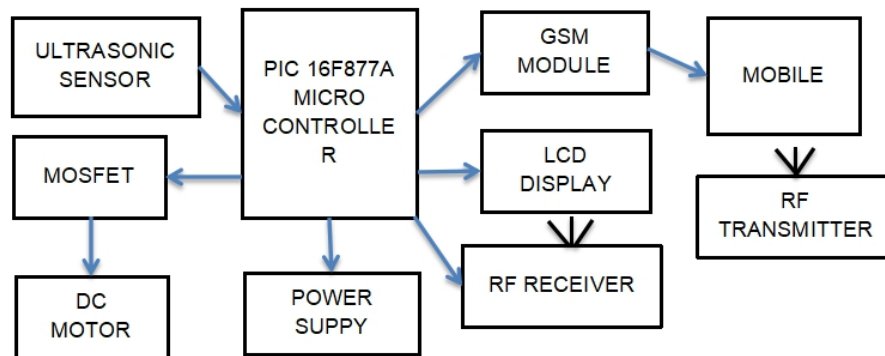 ULTRASONIC
SENSOR
PIC 16F877A
MICRO
CONTROLLE
R
GSM
MODULE
MOBILE
MOSFET
LCD
DISPLAY
RF
TRANSMITTER
DC
MOTOR
POWER
SUPPY
RF RECEIVER